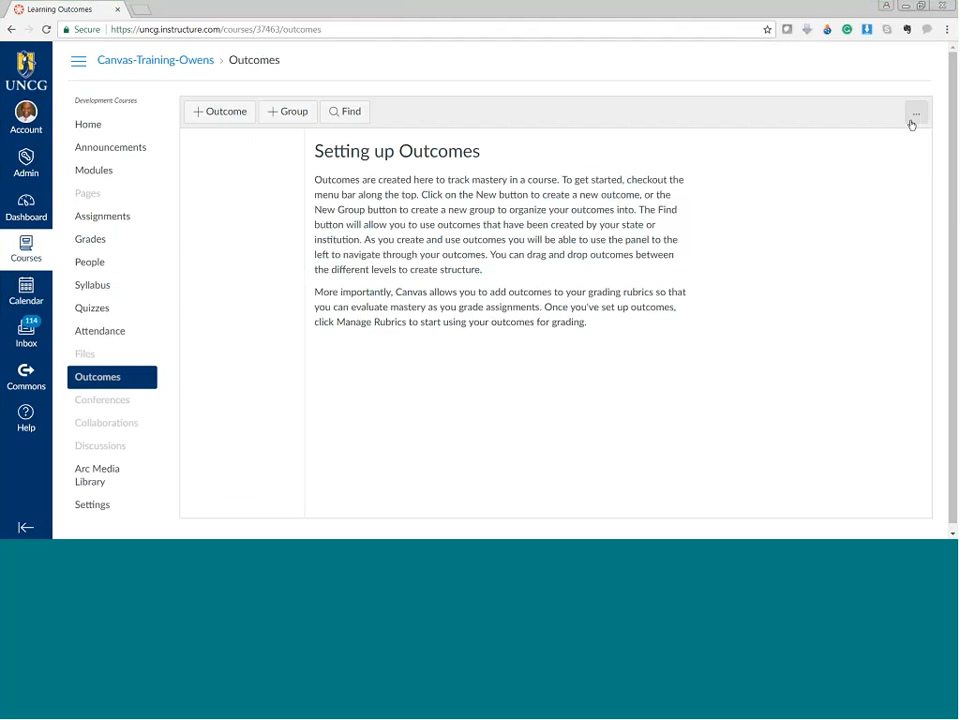 Learning Outcomes
Secure
https://uncg.instructure.com/courses/37463/outcomes
UNCG
Account
Admin
Dashboard
Courses
Calendar
114
Inbox
Commons
Help
Canvas-Training-Owens › Outcomes
Development Courses
Home
Announcements
Modules
Pages
Assignments
Grades
People
Syllabus
Quizzes
Attendance
Files
Outcomes
Conferences
Collaborations
Discussions
Arc Media
Library
Settings
+ Outcome
+ Group
Find
...
Setting up Outcomes
Outcomes are created here to track mastery in a course. To get started, checkout the
menu bar along the top. Click on the New button to create a new outcome, or the
New Group button to create a new group to organize your outcomes into. The Find
button will allow you to use outcomes that have been created by your state or
institution. As you create and use outcomes you will be able to use the panel to the
left to navigate through your outcomes. You can drag and drop outcomes between
the different levels to create structure.
More importantly, Canvas allows you to add outcomes to your grading rubrics so that
you can evaluate mastery as you grade assignments. Once you've set up outcomes,
click Manage Rubrics to start using your outcomes for grading.